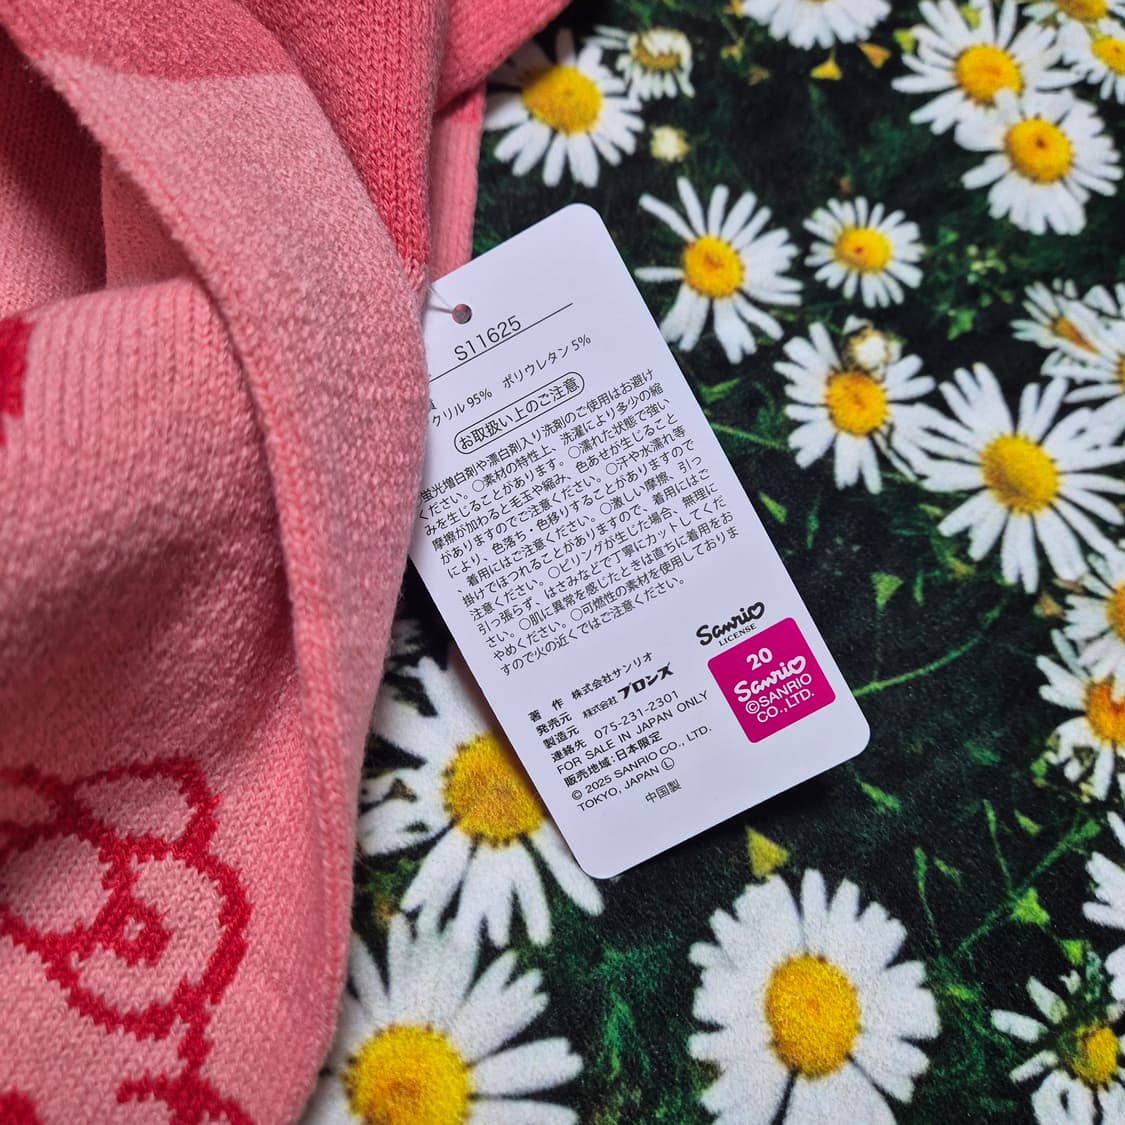 S11625
クリル 95%　ポリウレタン 5%
お取扱い上のご注意
蛍光増白剤や漂白剤入り洗剤のご使用はお避け
ください。○素材の特性上、洗濯により多少の縮
みを生じることがあります。○濡れた状態で強い
摩擦が加わると毛玉や縮み、色あせが生じること
がありますのでご注意ください。○汗や水濡れ等
により、色落ち・色移りすることがありますので
、着用にはご注意ください。○激しい摩擦、引っ
掛けでほつれることがありますので、着用にはご
注意ください。○ピリングが生じた場合、無理に
引っ張らず、はさみなどで丁寧にカットしてくだ
さい。○肌に異常を感じたときは直ちに着用をお
やめください。○可燃性の素材を使用しておりま
すので火の近くではご注意ください。
著　作　株式会社サンリオ
発売元
製造元　株式会社 プロンズ
連絡先　075-231-2301
FOR SALE IN JAPAN ONLY
販売地域:日本限定
© 2025 SANRIO CO., LTD.
TOKYO, JAPAN Ⓛ
中国製
Sanrio
LICENSE
20
Sanrio
©SANRIO
CO.,LTD.